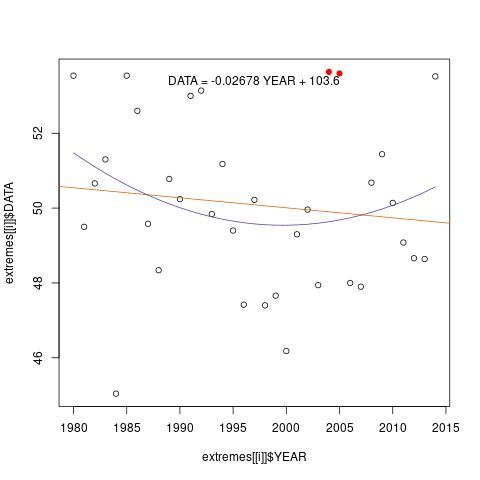 DATA = -0.02678 YEAR + 103.6
extremes[[i]]$DATA
52
50
48
46
1980 1985 1990 1995 2000 2005 2010 2015
extremes[[i]]$YEAR